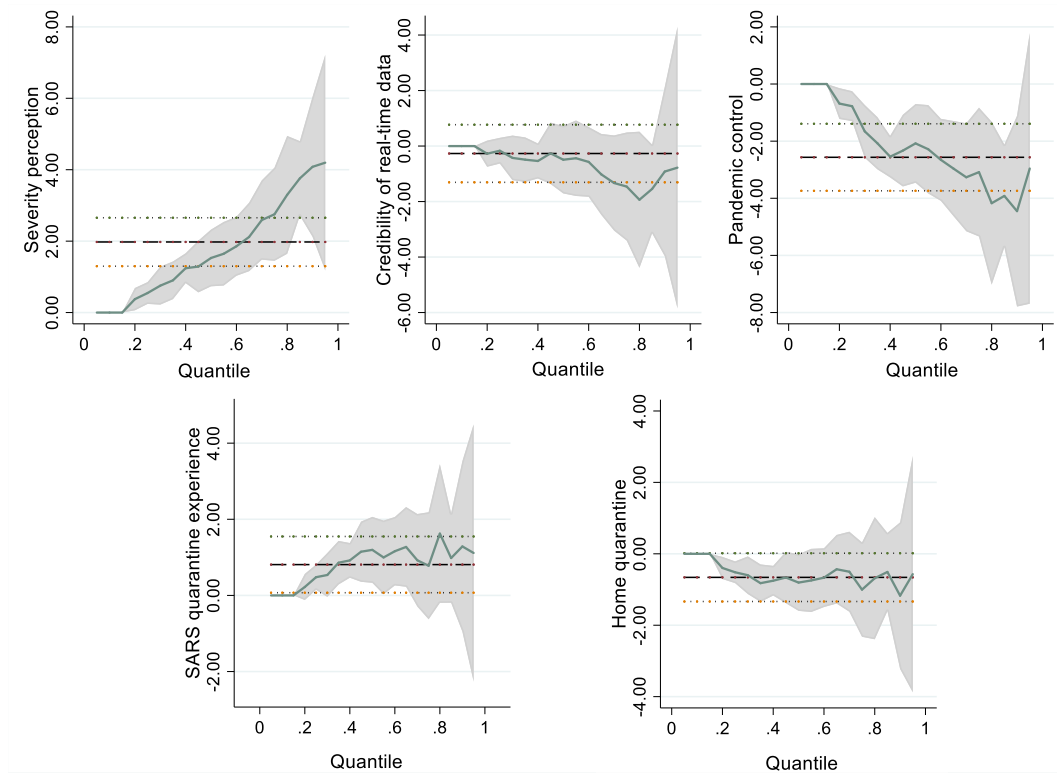 Severity perception
8.00
6.00
4.00
2.00
0.00
0 .2 .4 .6 .8 1
Quantile
Credibility of real-time data
4.00
2.00
0.00
-2.00
-4.00
-6.00
0 .2 .4 .6 .8 1
Quantile
Pandemic control
2.00
0.00
-2.00
-4.00
-6.00
-8.00
0 .2 .4 .6 .8 1
Quantile
SARS quarantine experience
4.00
2.00
0.00
-2.00
0 .2 .4 .6 .8 1
Quantile
Home quarantine
4.00
2.00
0.00
-2.00
-4.00
0 .2 .4 .6 .8 1
Quantile